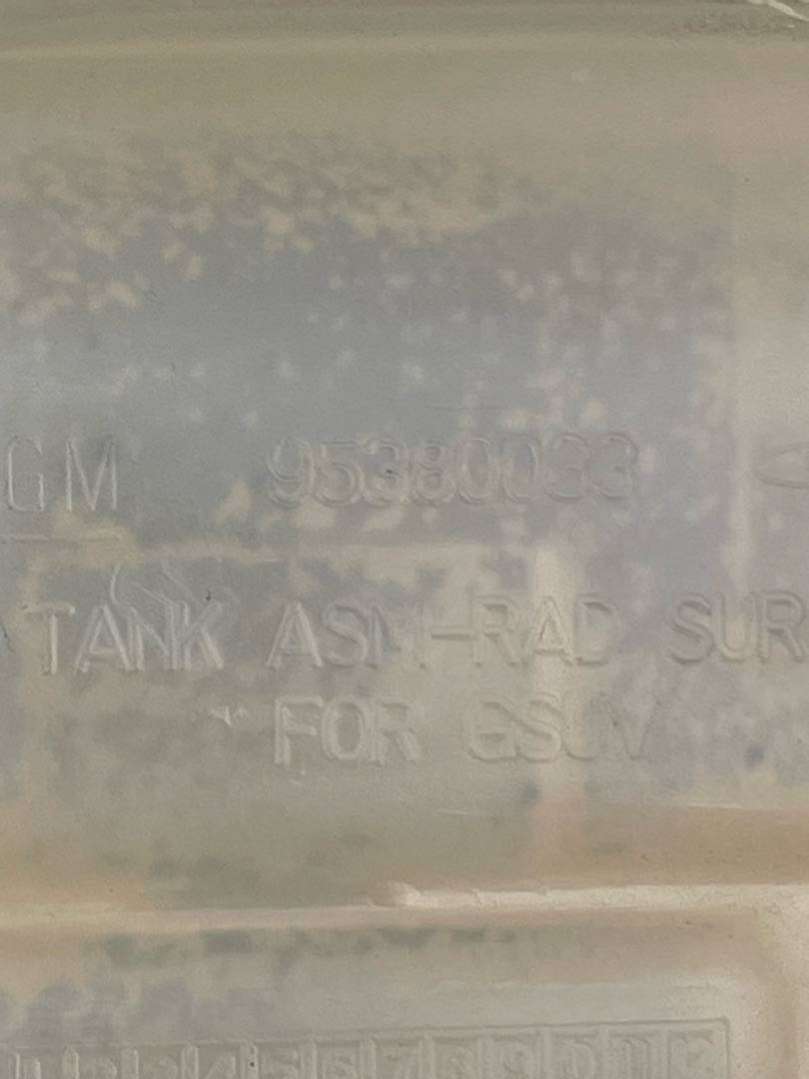 GM 95380033
TANK ASM-RAD SUR
FOR GSUV